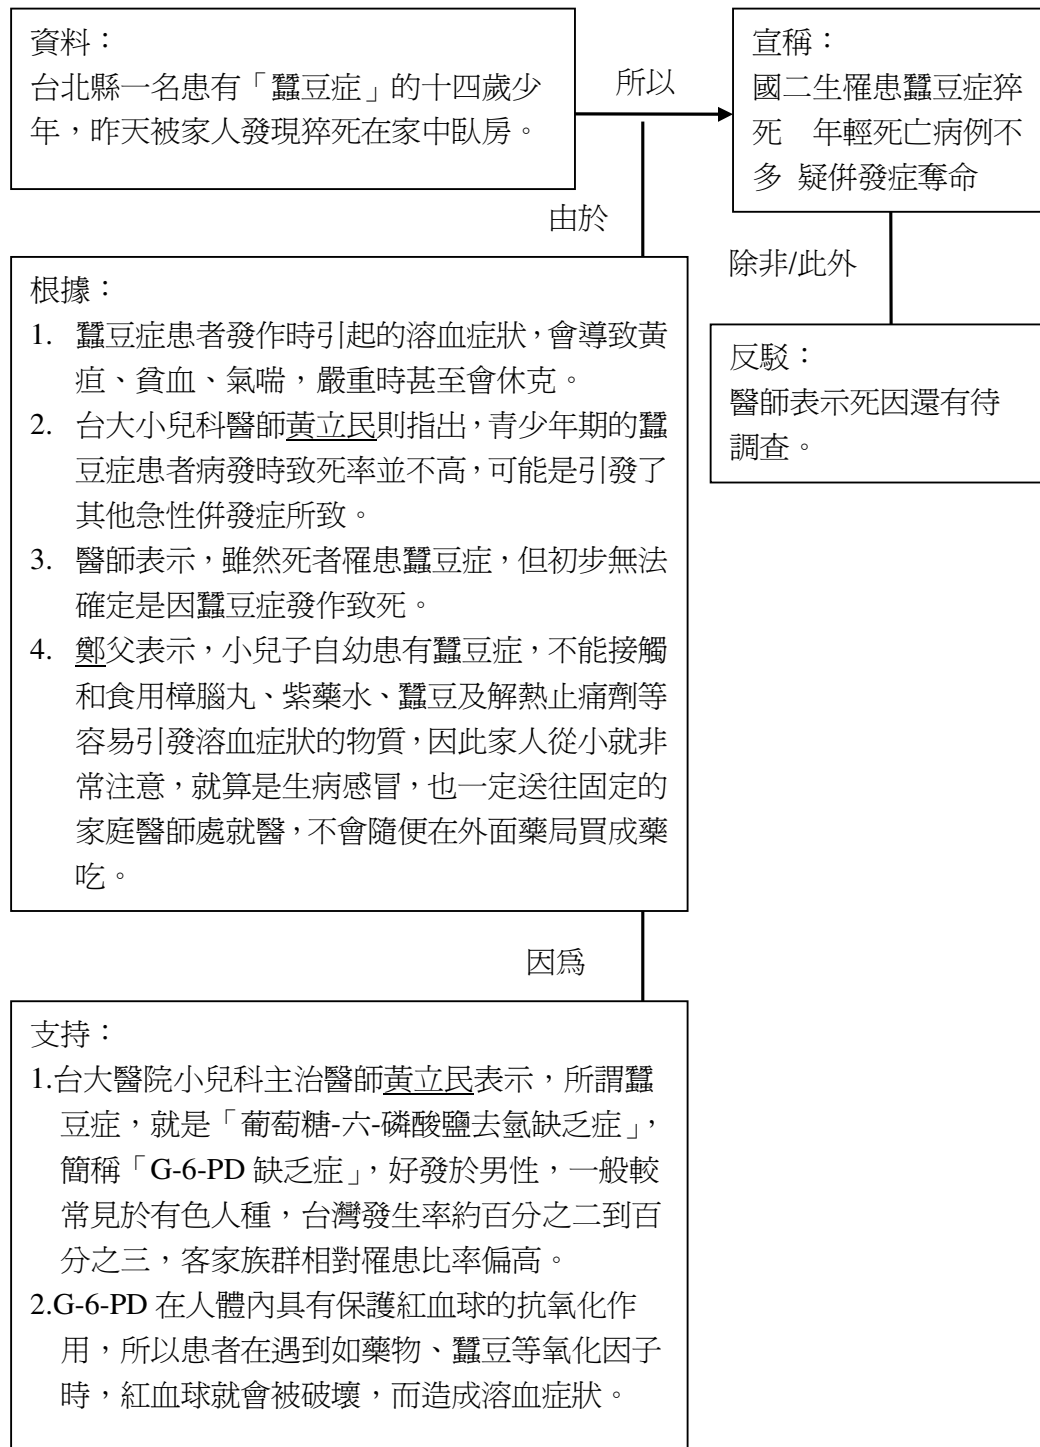 資料：
台北縣一名患有「蠶豆症」的十四歲少
年，昨天被家人發現猝死在家中臥房。
所以
宣稱：
國二生罹患蠶豆症猝
死　年輕死亡病例不
多 疑併發症奪命
由於
除非/此外
根據：
1. 蠶豆症患者發作時引起的溶血症狀，會導致黃
疸、貧血、氣喘，嚴重時甚至會休克。
2. 台大小兒科醫師黃立民則指出，青少年期的蠶
豆症患者病發時致死率並不高，可能是引發了
其他急性併發症所致。
3. 醫師表示，雖然死者罹患蠶豆症，但初步無法
確定是因蠶豆症發作致死。
4. 鄭父表示，小兒子自幼患有蠶豆症，不能接觸
和食用樟腦丸、紫藥水、蠶豆及解熱止痛劑等
容易引發溶血症狀的物質，因此家人從小就非
常注意，就算是生病感冒，也一定送往固定的
家庭醫師處就醫，不會隨便在外面藥局買成藥
吃。
反駁：
醫師表示死因還有待
調查。
因為
支持：
1.台大醫院小兒科主治醫師黃立民表示，所謂蠶
豆症，就是「葡萄糖-六-磷酸鹽去氫缺乏症」，
簡稱「G-6-PD 缺乏症」，好發於男性，一般較
常見於有色人種，台灣發生率約百分之二到百
分之三，客家族群相對罹患比率偏高。
2.G-6-PD 在人體內具有保護紅血球的抗氧化作
用，所以患者在遇到如藥物、蠶豆等氧化因子
時，紅血球就會被破壞，而造成溶血症狀。